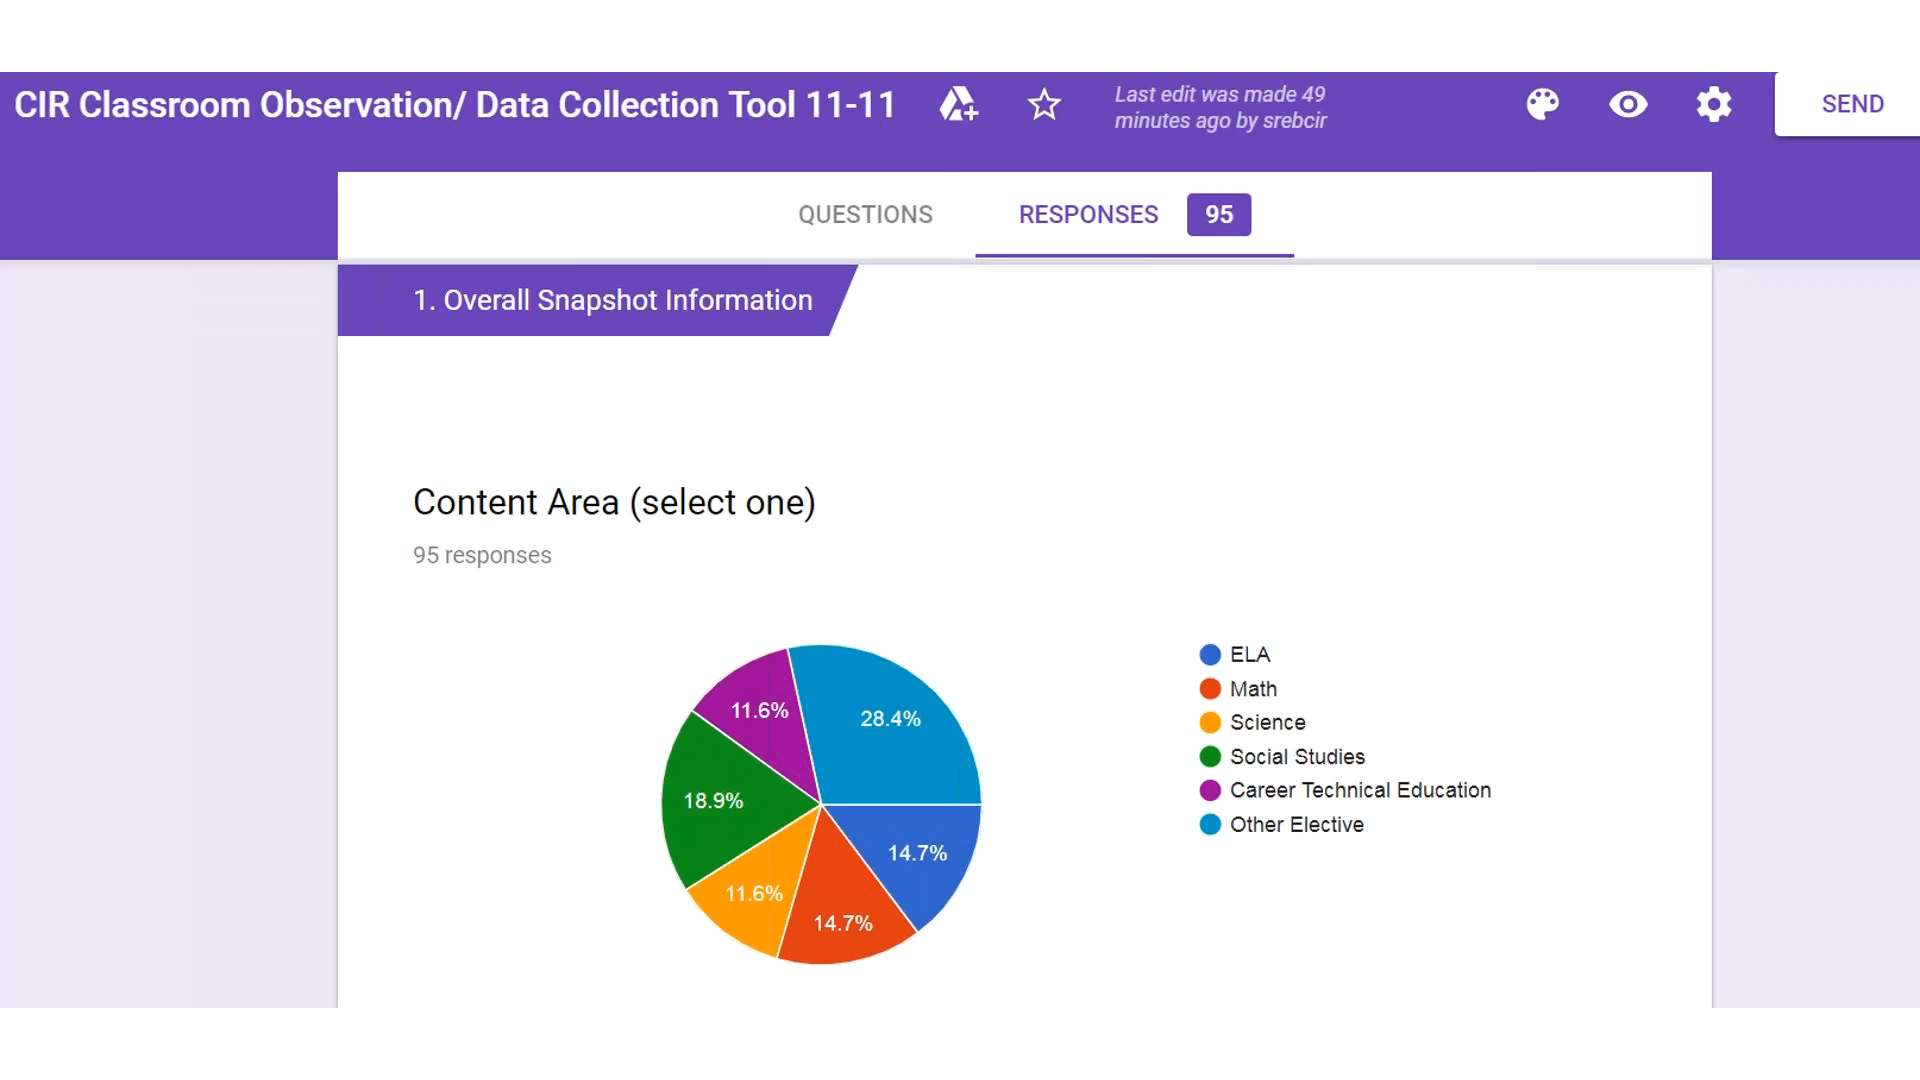 CIR Classroom Observation/ Data Collection Tool 11-11
Last edit was made 49
minutes ago by srebcir
SEND
QUESTIONS
RESPONSES 95
1. Overall Snapshot Information
Content Area (select one)
95 responses
11.6%
28.4%
18.9%
14.7%
11.6%
14.7%
ELA
Math
Science
Social Studies
Career Technical Education
Other Elective